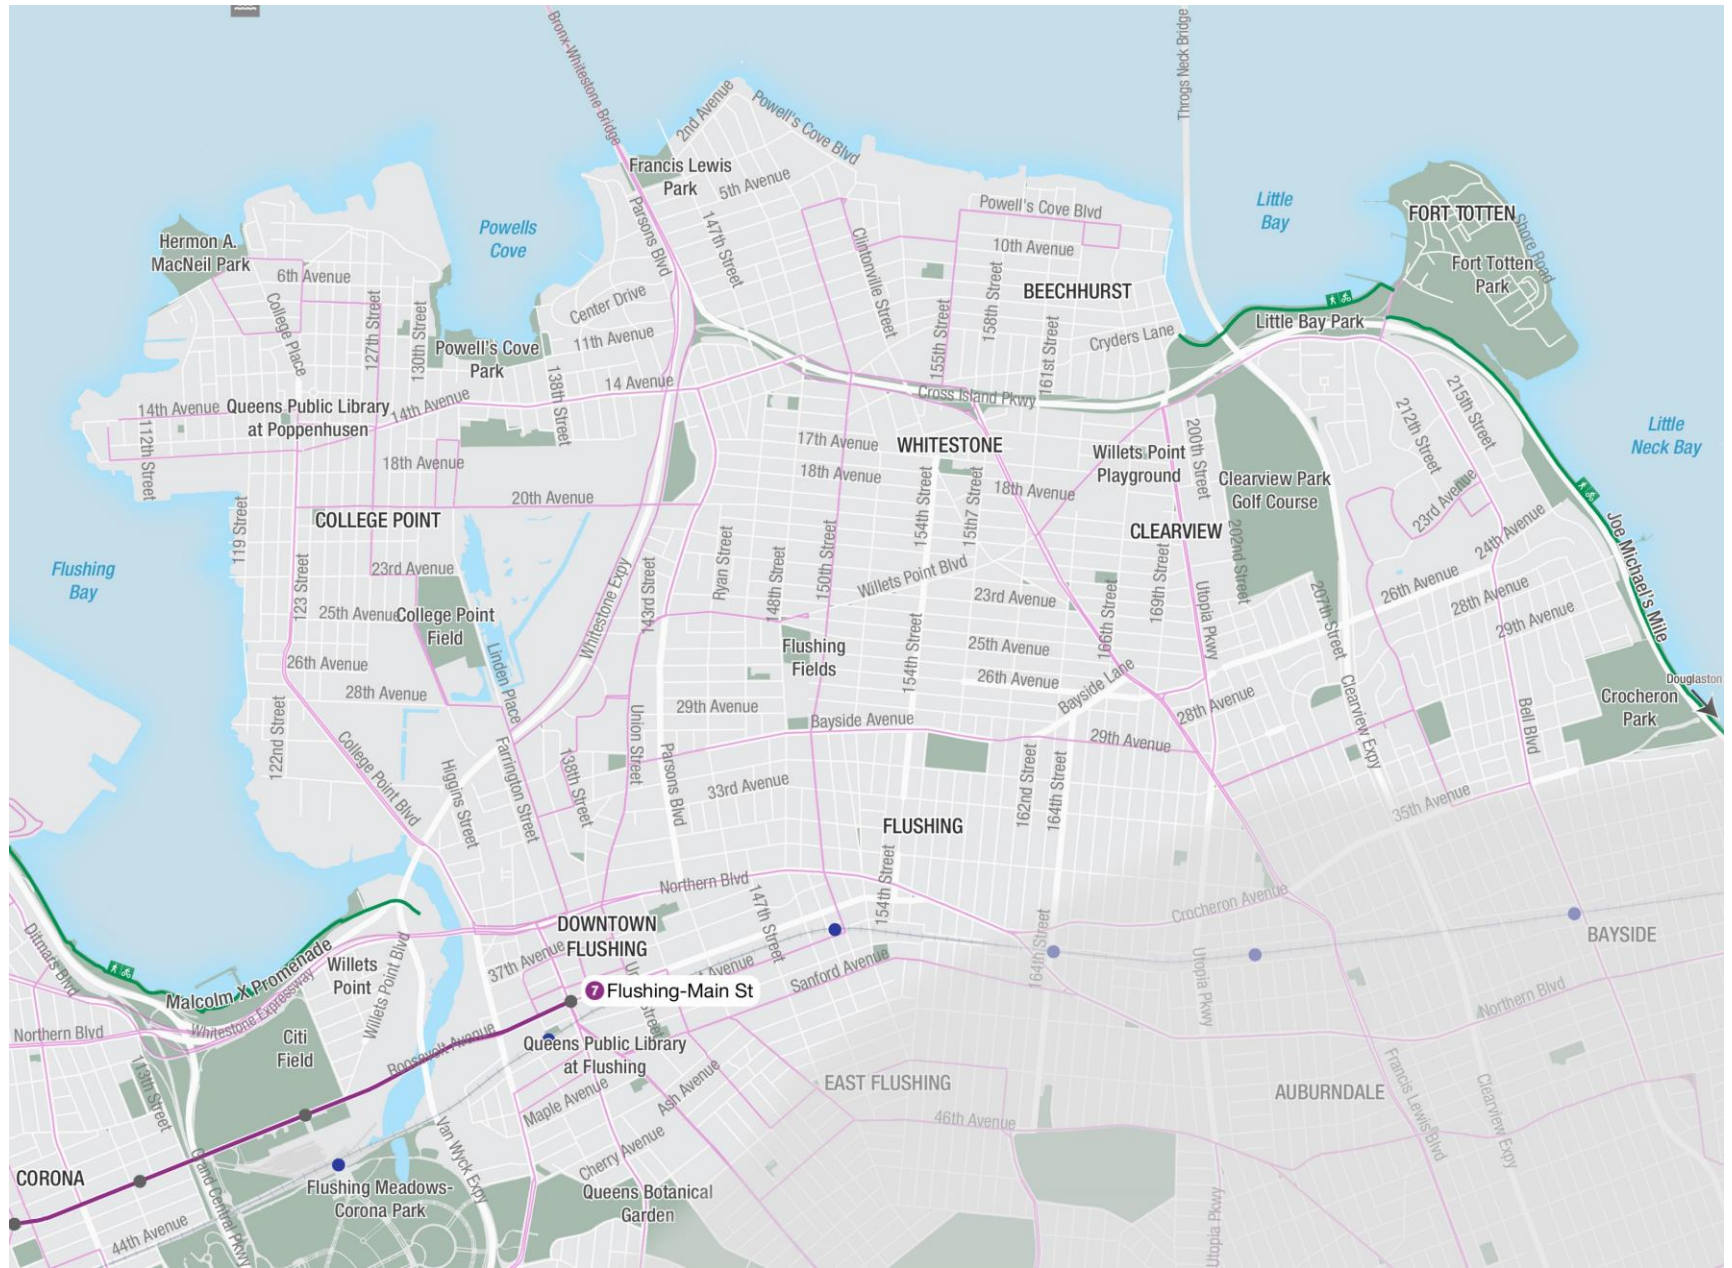 Bronx-Whitestone Bridge
Throgs Neck Bridge
2nd Avenue
Powell's Cove Blvd
Francis Lewis
Park
5th Avenue
Parsons Blvd
147th Street
Powells
Cove
Hermon A.
MacNeil Park
6th Avenue
College Place
127th Street
130th Street
Center Drive
11th Avenue
Powell's Cove
Park
138th Street
14 Avenue
14th Avenue
14th Avenue
Queens Public Library
at Poppenhusen
112th Street
18th Avenue
20th Avenue
COLLEGE POINT
119 Street
123 Street
23rd Avenue
25th Avenue
College Point
Field
26th Avenue
28th Avenue
122nd Street
Linden Place
Whitestone Expy
Flushing
Bay
Clintonville Street
Powell's Cove Blvd
10th Avenue
155th Street
158th Street
161st Street
BEECHHURST
Cryders Lane
Cross Island Pkwy
Little
Bay
FORT TOTTEN
Shore Road
Fort Totten
Park
Little Bay Park
17th Avenue
18th Avenue
WHITESTONE
154th Street
15th7 Street
18th Avenue
Willets Point
Playground
200th Street
Clearview Park
Golf Course
CLEARVIEW
202nd Street
212th Street
215th Street
23rd Avenue
24th Avenue
Little
Neck Bay
Joe Michael's Mile
143rd Street
Ryan Street
148th Street
150th Street
Willets Point Blvd
23rd Avenue
166th Street
169th Street
Utopia Pkwy
207th Street
26th Avenue
28th Avenue
29th Avenue
Flushing
Fields
154th Street
25th Avenue
26th Avenue
Bayside Lane
28th Avenue
Clearview Expy
Bell Blvd
Douglaston
Crocheron
Park
29th Avenue
Bayside Avenue
29th Avenue
Union Street
Parsons Blvd
33rd Avenue
162nd Street
164th Street
35th Avenue
College Point Blvd
Higgins Street
Farrington Street
138th Street
FLUSHING
Northern Blvd
147th Street
154th Street
164th Street
Crocheron Avenue
BAYSIDE
DOWNTOWN
FLUSHING
37th Avenue
Sanford Avenue
Utopia Pkwy
Northern Blvd
Ditmars Blvd
Malcolm X Promenade
Whitestone Expressway
Willets
Point
Willets Point Blvd
Northern Blvd
Citi
Field
Roosevelt Avenue
7 Flushing-Main St
Queens Public Library
at Flushing
113th Street
Maple Avenue
Ash Avenue
EAST FLUSHING
46th Avenue
AUBURNDALE
Francis Lewis Blvd
Clearview Expy
Van Wyck Expy
Cherry Avenue
Queens Botanical
Garden
CORONA
Grand Central Pkwy
Flushing Meadows-
Corona Park
44th Avenue
Utopia Pkwy